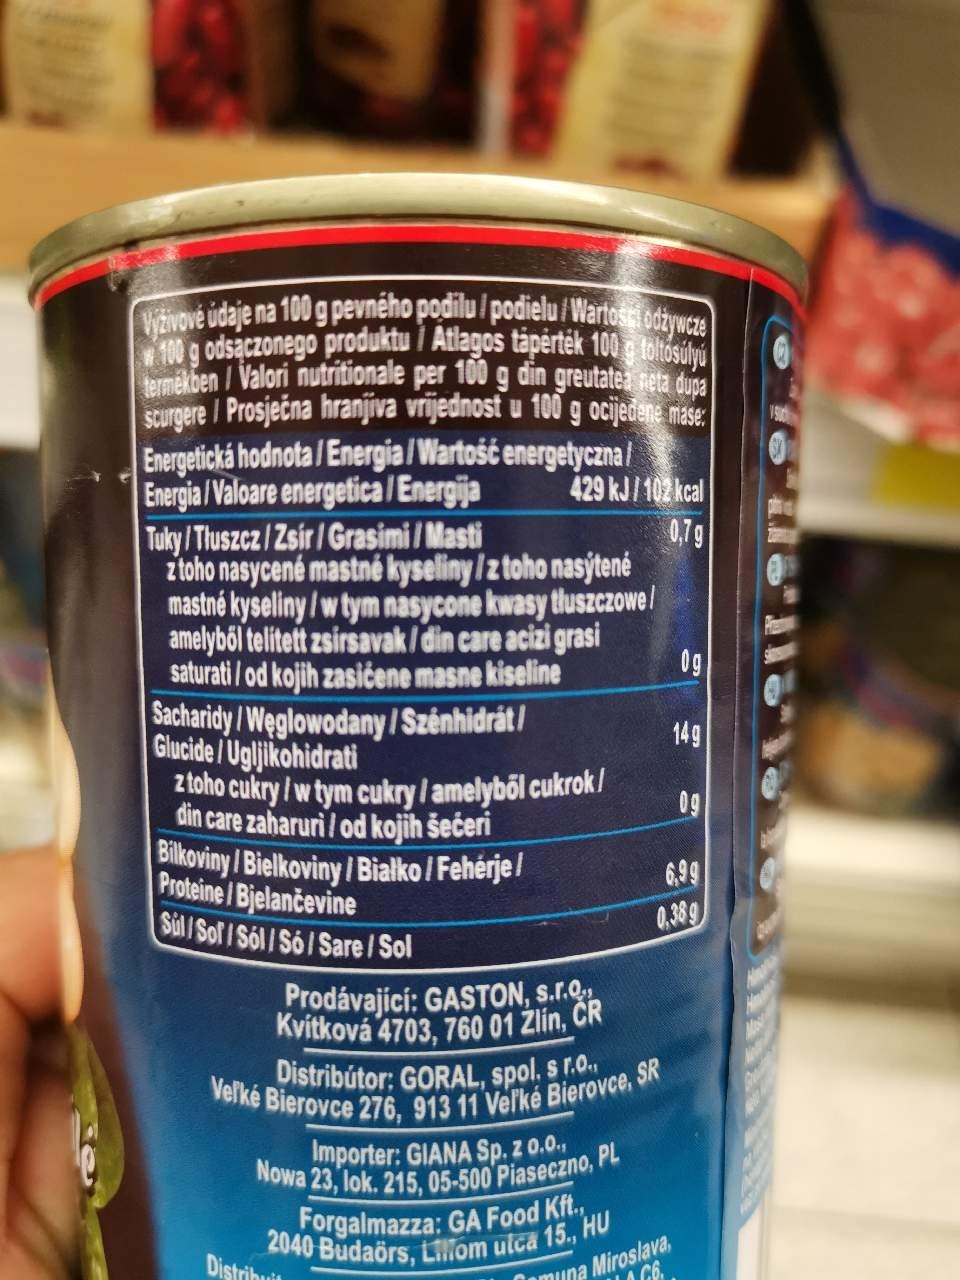 Výživové údaje na 100 g pevného podílu / podielu / Wartości odżywcze
w 100 g odsączonego produktu / Átlagos tápérték 100 g töltősúlyú
termékben / Valori nutritionale per 100 g din greutatea neta dupa
scurgere / Prosječna hranjiva vrijednost u 100 g ocijeđene mase:
Energetická hodnota / Energia / Wartość energetyczna /
Energia / Valoare energetica / Energija 429 kJ / 102 kcal
Tuky / Tłuszcz / Zsír / Grasimi / Masti 0,7 g
z toho nasycené mastné kyseliny / z toho nasýtené
mastné kyseliny / w tym nasycone kwasy tłuszczowe /
amelyből telített zsírsavak / din care acizi grasi
saturati / od kojih zasićene masne kiseline 0 g
Sacharidy / Węglowodany / Szénhidrát / 14 g
Glucide / Ugljikohidrati
z toho cukry / w tym cukry / amelyből cukrok / 0 g
din care zaharuri / od kojih šećeri
Bílkoviny / Bielkoviny / Białko / Fehérje / 6,9 g
Proteine / Bjelančevine
Sůl / Soľ / Sól / Só / Sare / Sol 0,38 g
Prodávající: GASTON, s.r.o.,
Kvítková 4703, 760 01 Zlín, ČR
Distribútor: GORAL, spol. s r.o.,
Veľké Bierovce 276, 913 11 Veľké Bierovce, SR
Importer: GIANA Sp. z o.o.,
Nowa 23, lok. 215, 05-500 Piaseczno, PL
Forgalmazza: GA Food Kft.,
2040 Budaörs, Liliom utca 15., HU
Miroslava,